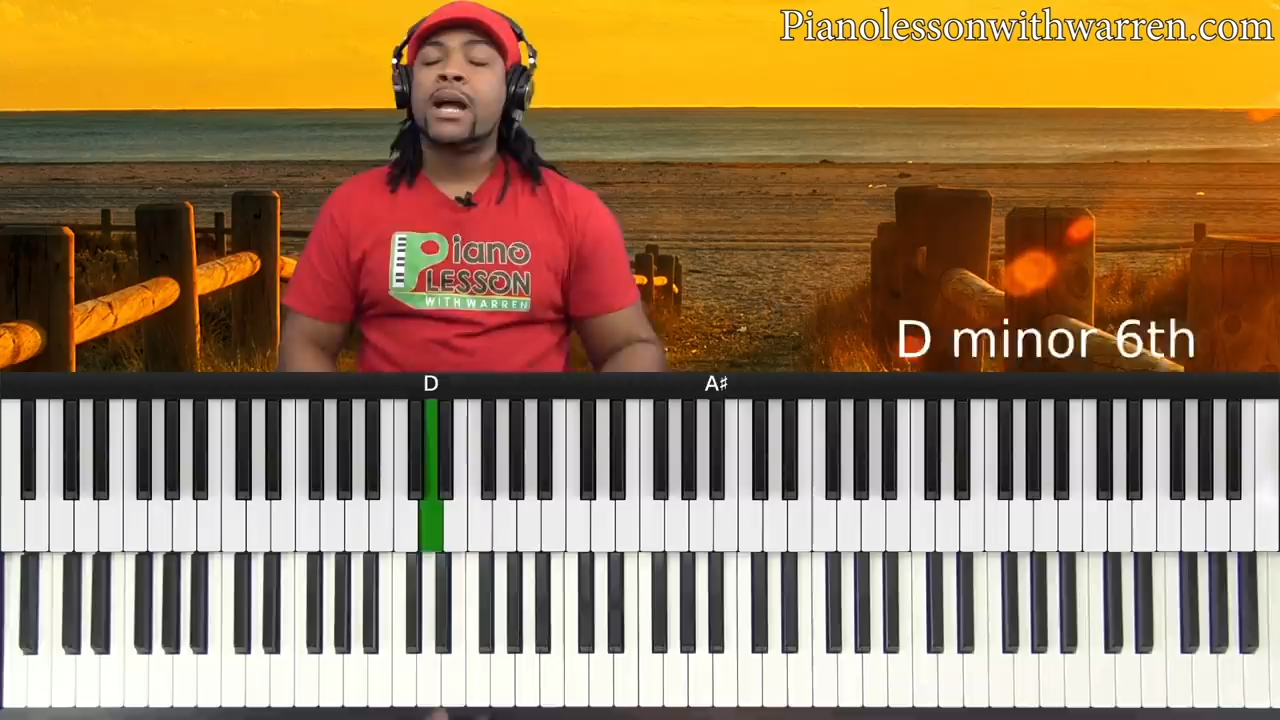 Pianolessonwithwarren.com
Piano
LESSON
WITH WARREN
D minor 6th
D
A♯